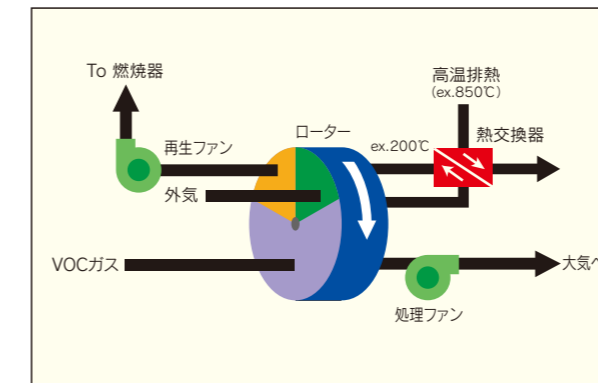 To 燃焼器
高温排熱
(ex.850℃)
ローター
再生ファン
ex.200℃
熱交換器
外気
VOCガス
大気へ
処理ファン